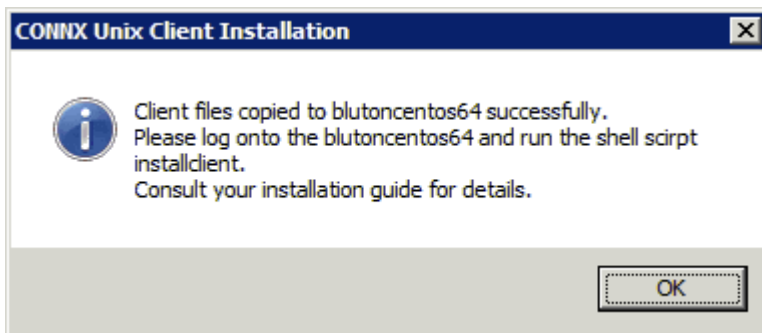 CONNX Unix Client Installation
Client files copied to blutoncentos64 successfully.
Please log onto the blutoncentos64 and run the shell scirpt
installclient.
Consult your installation guide for details.
OK